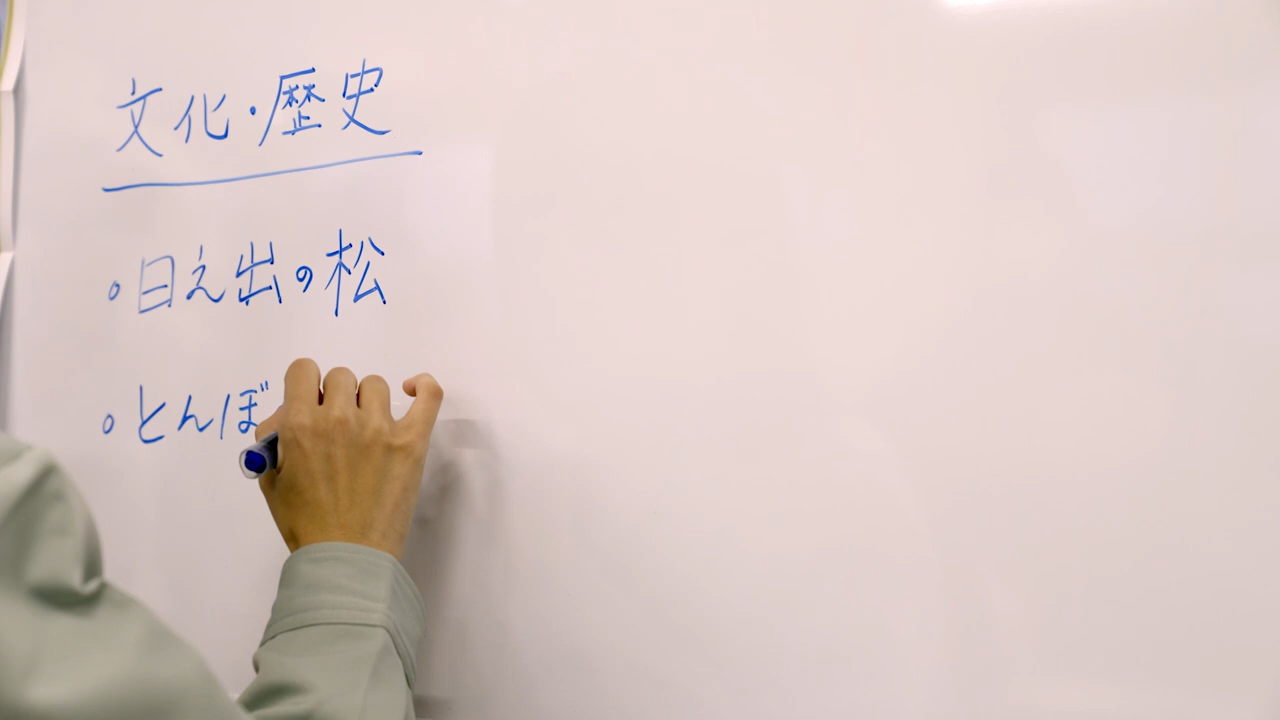 文化・歴史
。日え出の松
。とんぼ